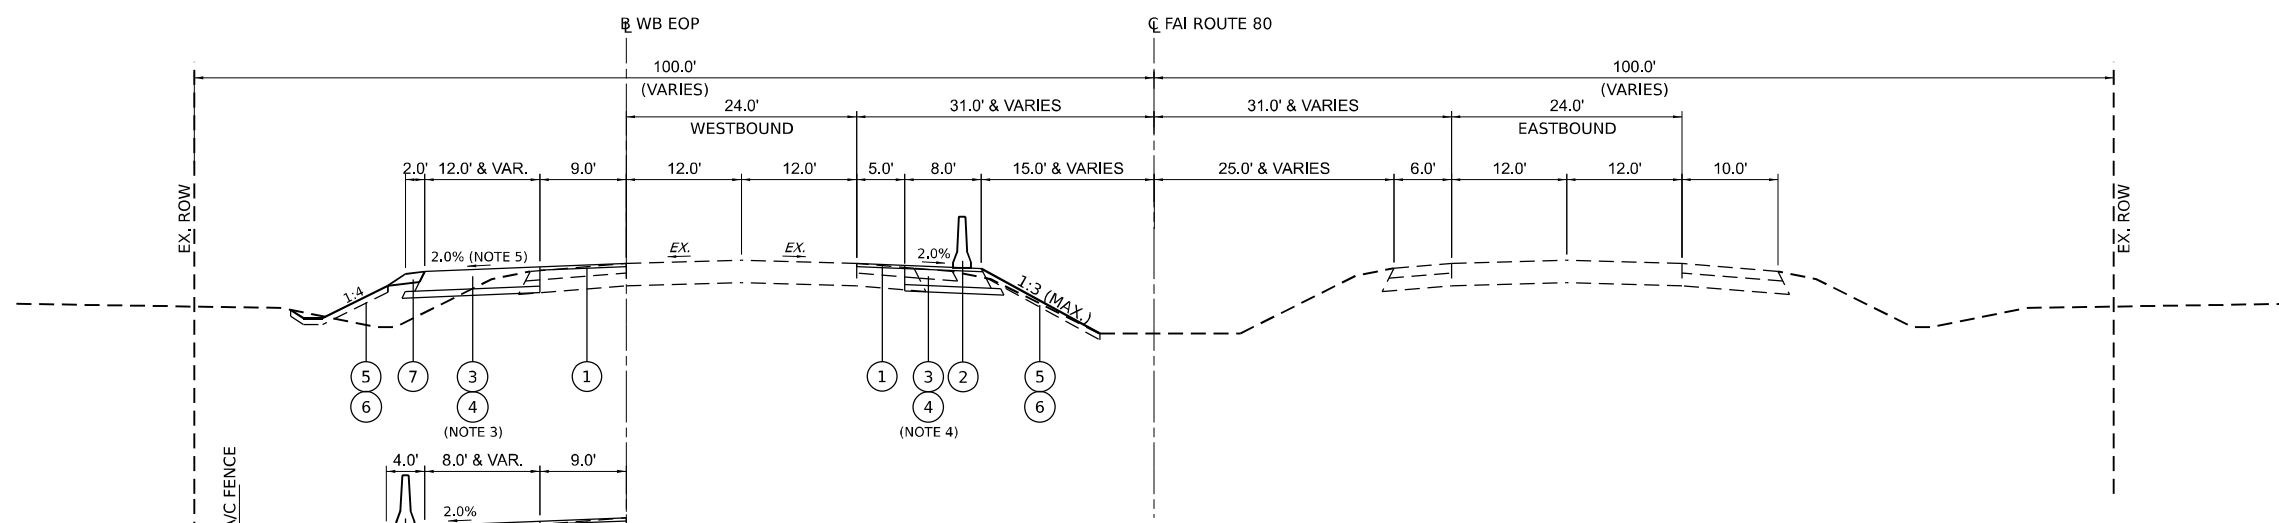 ℄ WB EOP
℄ FAI ROUTE 80
100.0' 100.0'
(VARIES) (VARIES)
24.0' 31.0' & VARIES 31.0' & VARIES 24.0'
WESTBOUND EASTBOUND
2.0' 12.0' & VAR. 9.0' 12.0' 12.0' 5.0' 8.0' 15.0' & VARIES 25.0' & VARIES 6.0' 12.0' 12.0' 10.0'
EX. ROW
EX. ROW
EX. EX.
2.0% (NOTE 5) 2.0%
1:4
1:3 (MAX.)
5 7 3 1 1 3 2 5
6 4 4 6
(NOTE 3) (NOTE 4)
4.0' 8.0' & VAR. 9.0'
FENCE
2.0%